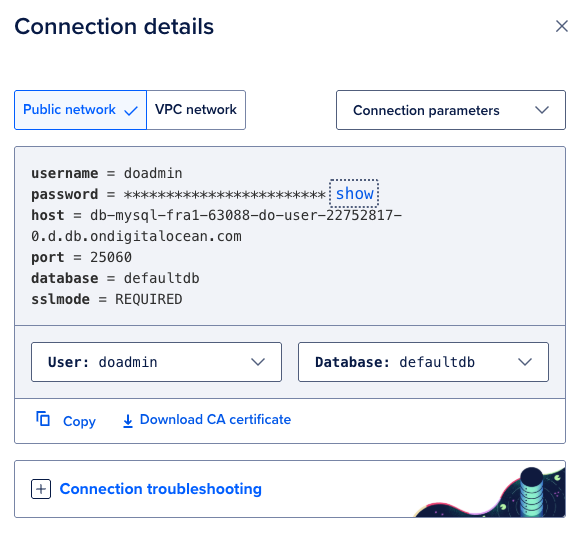 Connection details
Public network
VPC network
Connection parameters
username = doadmin
password = ************************ show
host = db-mysql-fra1-63088-do-user-22752817-
0.d.db.ondigitalocean.com
port = 25060
database = defaultdb
sslmode = REQUIRED
User: doadmin
Database: defaultdb
Copy
Download CA certificate
Connection troubleshooting